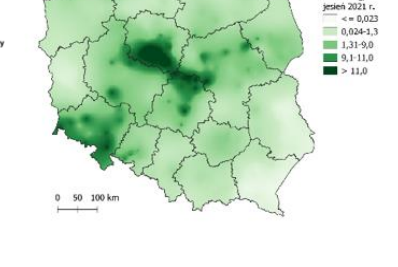 y
jesień 2021 r.
<= 0,023
0,024-1,3
1,31-9,0
9,1-11,0
> 11,0
0 50 100 km